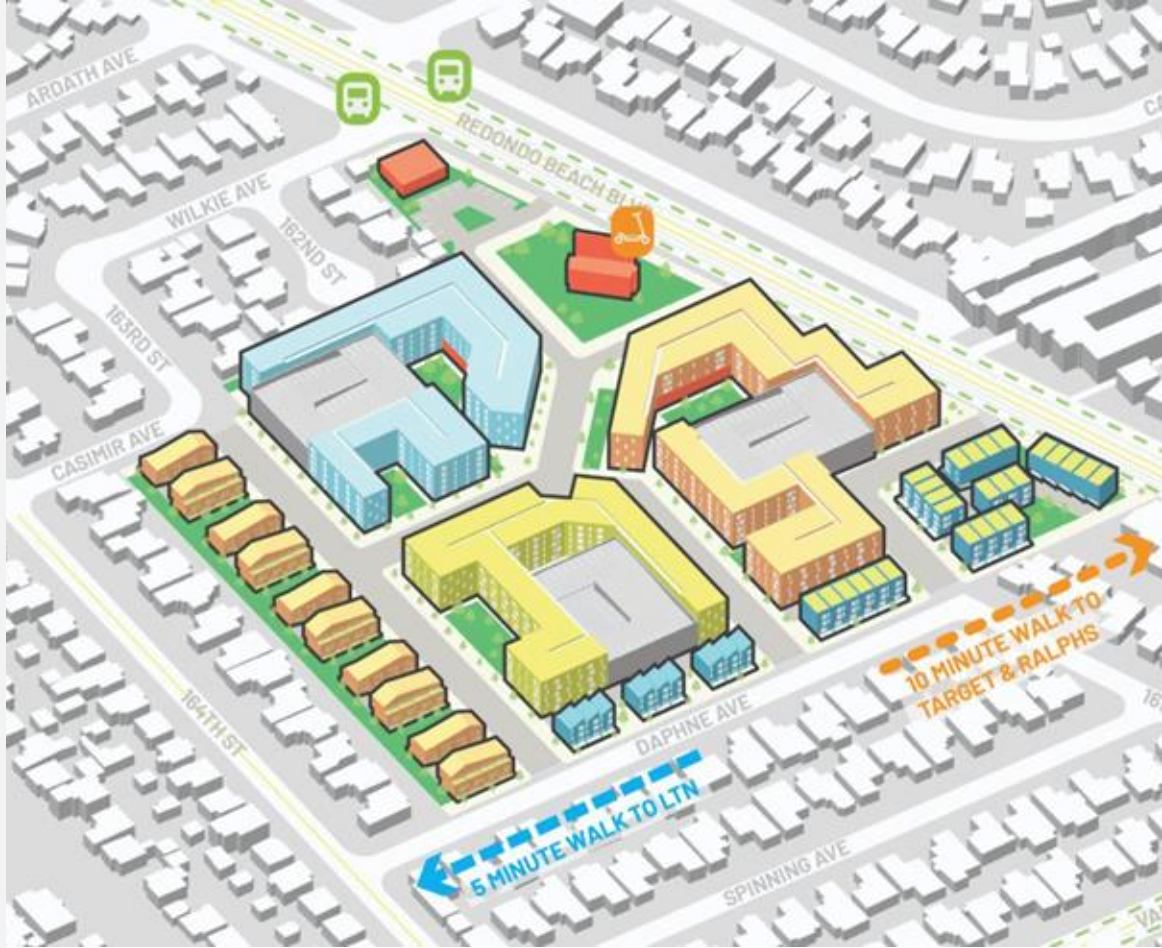 ARDATH AVE
REDONDO BEACH BLV
WILKIE AVE
162ND ST
163RD ST
CASIMIR AVE
164TH ST
10 MINUTE WALK TO
TARGET & RALPHS
DAPHNE AVE
5 MINUTE WALK TO LTN
SPINNING AVE